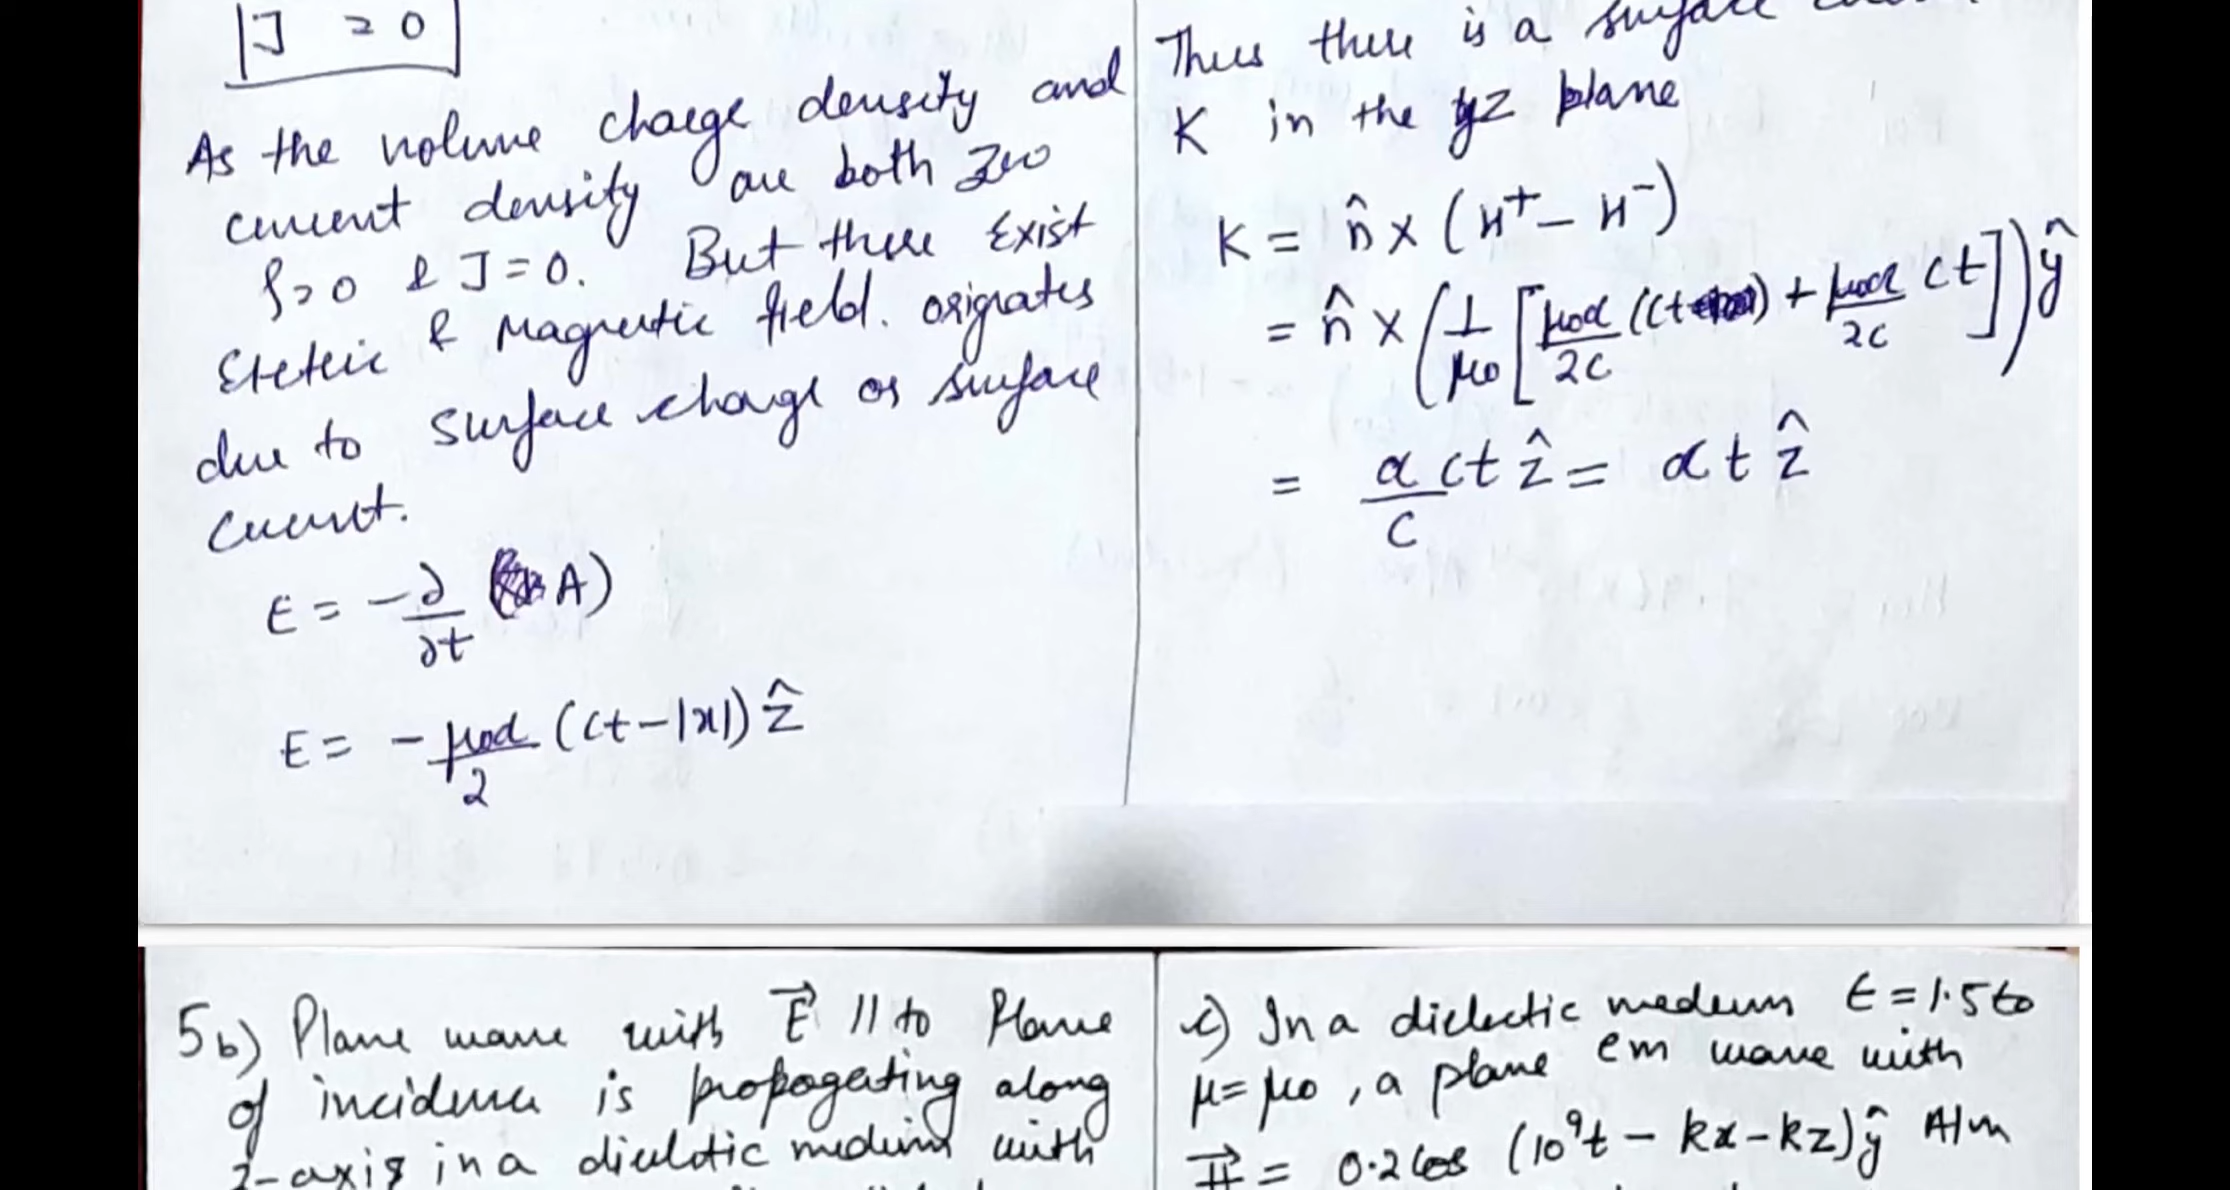 J = 0
As the volume charge density and
current density are both zero
ρ=0 & J=0. But there exist
Electric & Magnetic field. orignates
due to surface charge or surface
current.
E = -∂/∂t (A)
E = - μ₀α/2 (ct-|x|) ẑ
Thus there is a surface
K in the yz plane
K = n̂ × (H⁺ - H⁻)
= n̂ × (1/μ₀ [μ₀α/2c (ct) + μ₀α/2c ct]) ŷ
= α/c ct ẑ = αt ẑ
5b) Plane wave with E⃗ || to Plane
of incidence is propogating along
z-axis in a dielctic medium with
c) In a dielectic medium ϵ = 1.5ϵ₀
μ = μ₀, a plane em wave with
H⃗ = 0.2 cos (10⁹t - kx - kz) ŷ A/m